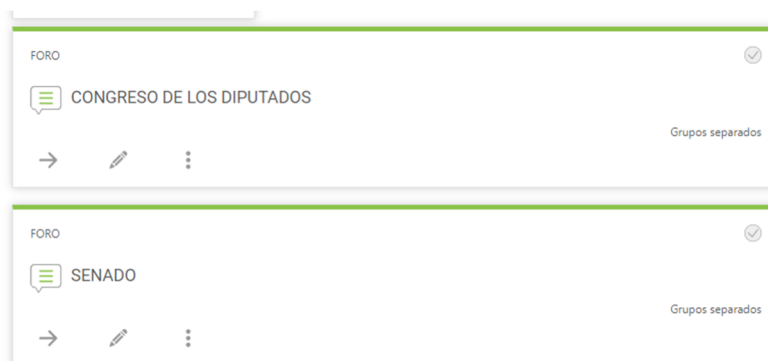 FORO
CONGRESO DE LOS DIPUTADOS
Grupos separados
FORO
SENADO
Grupos separados